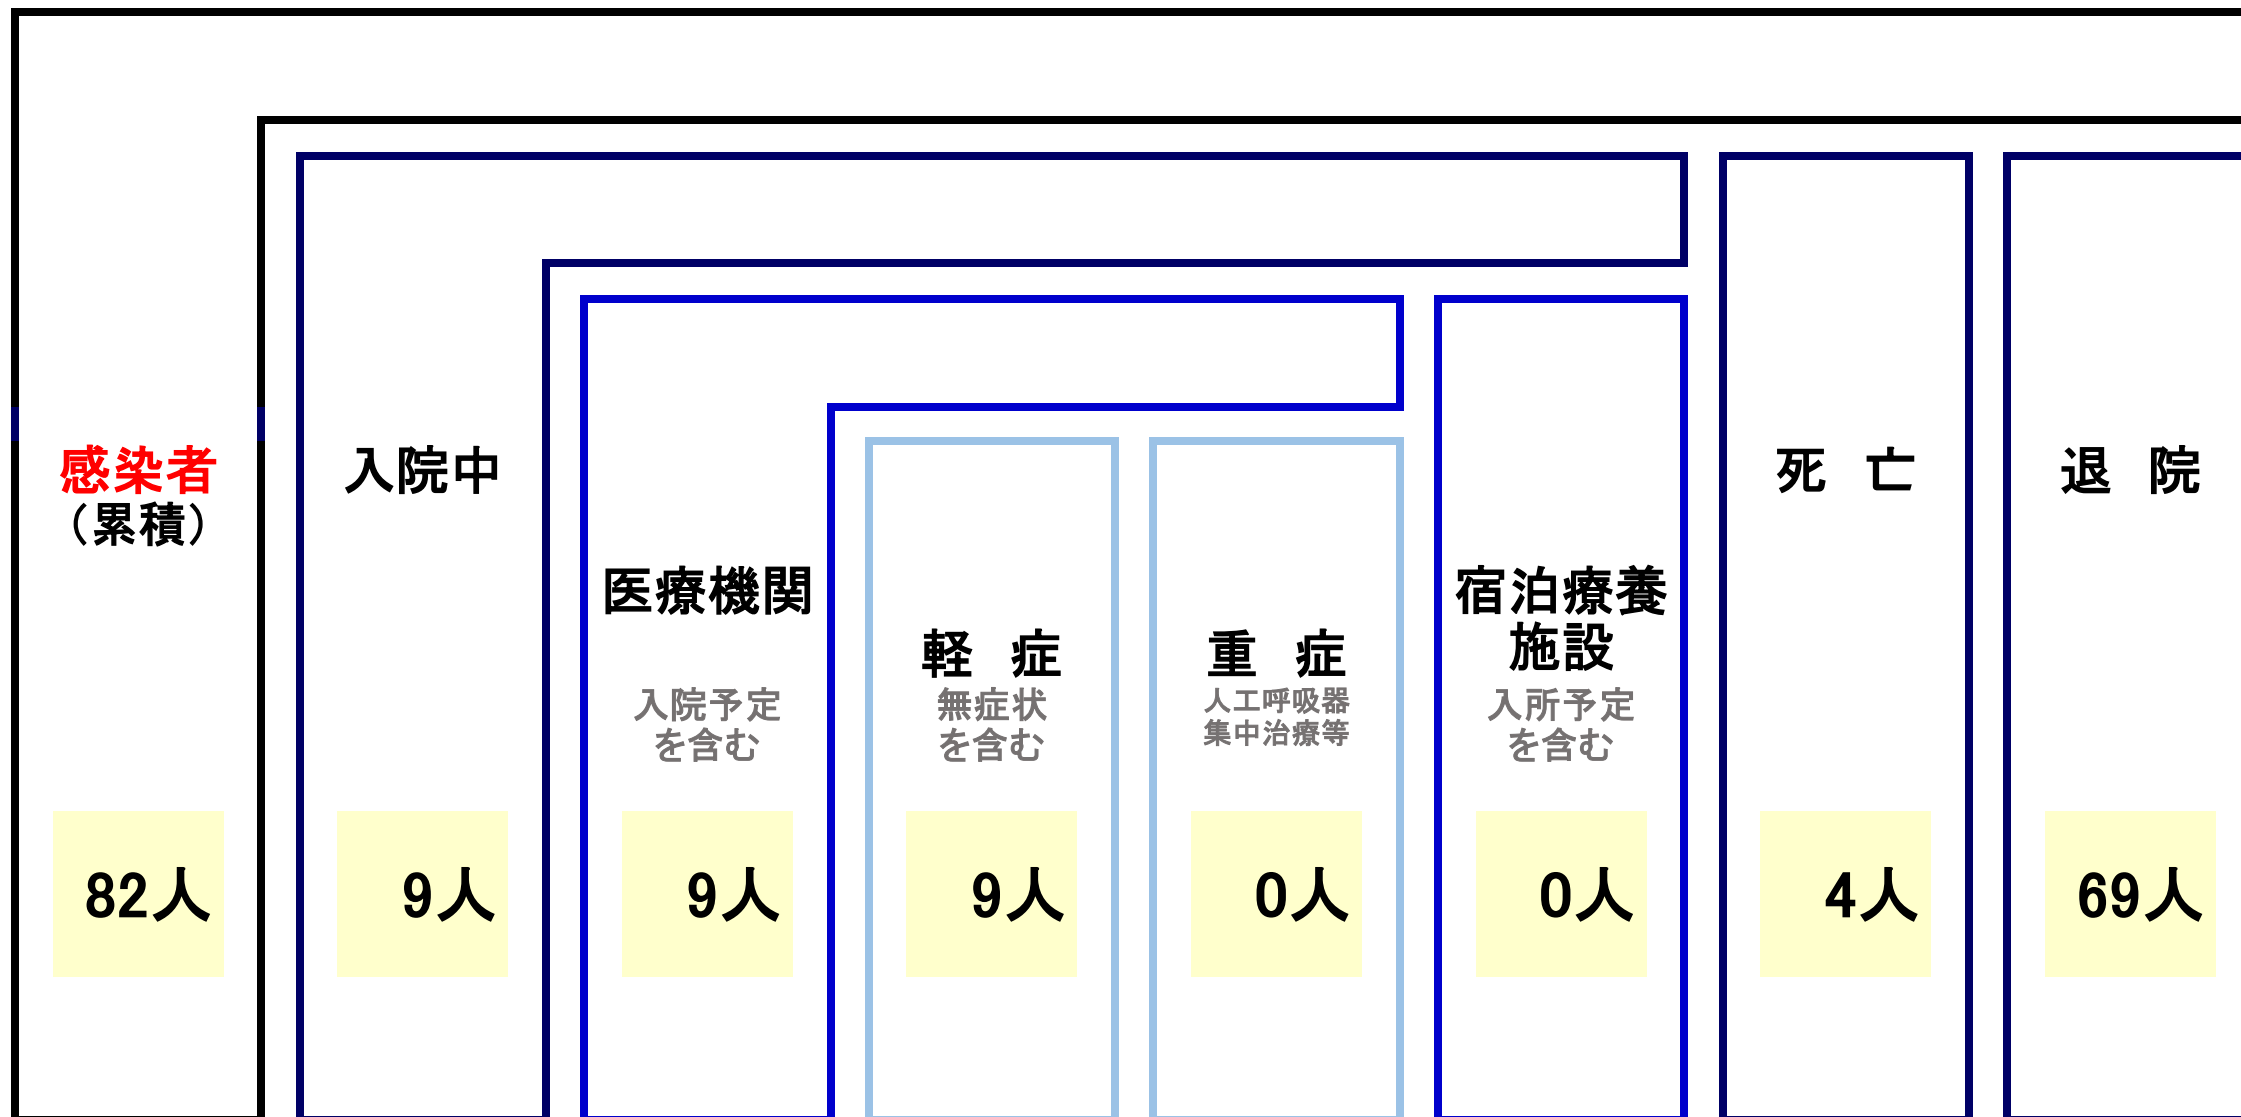 感染者
（累積）
82人
入院中
9人
医療機関
入院予定
を含む
9人
軽 症
無症状
を含む
9人
重 症
人工呼吸器
集中治療等
0人
宿泊療養
施設
入所予定
を含む
0人
死 亡
4人
退 院
69人